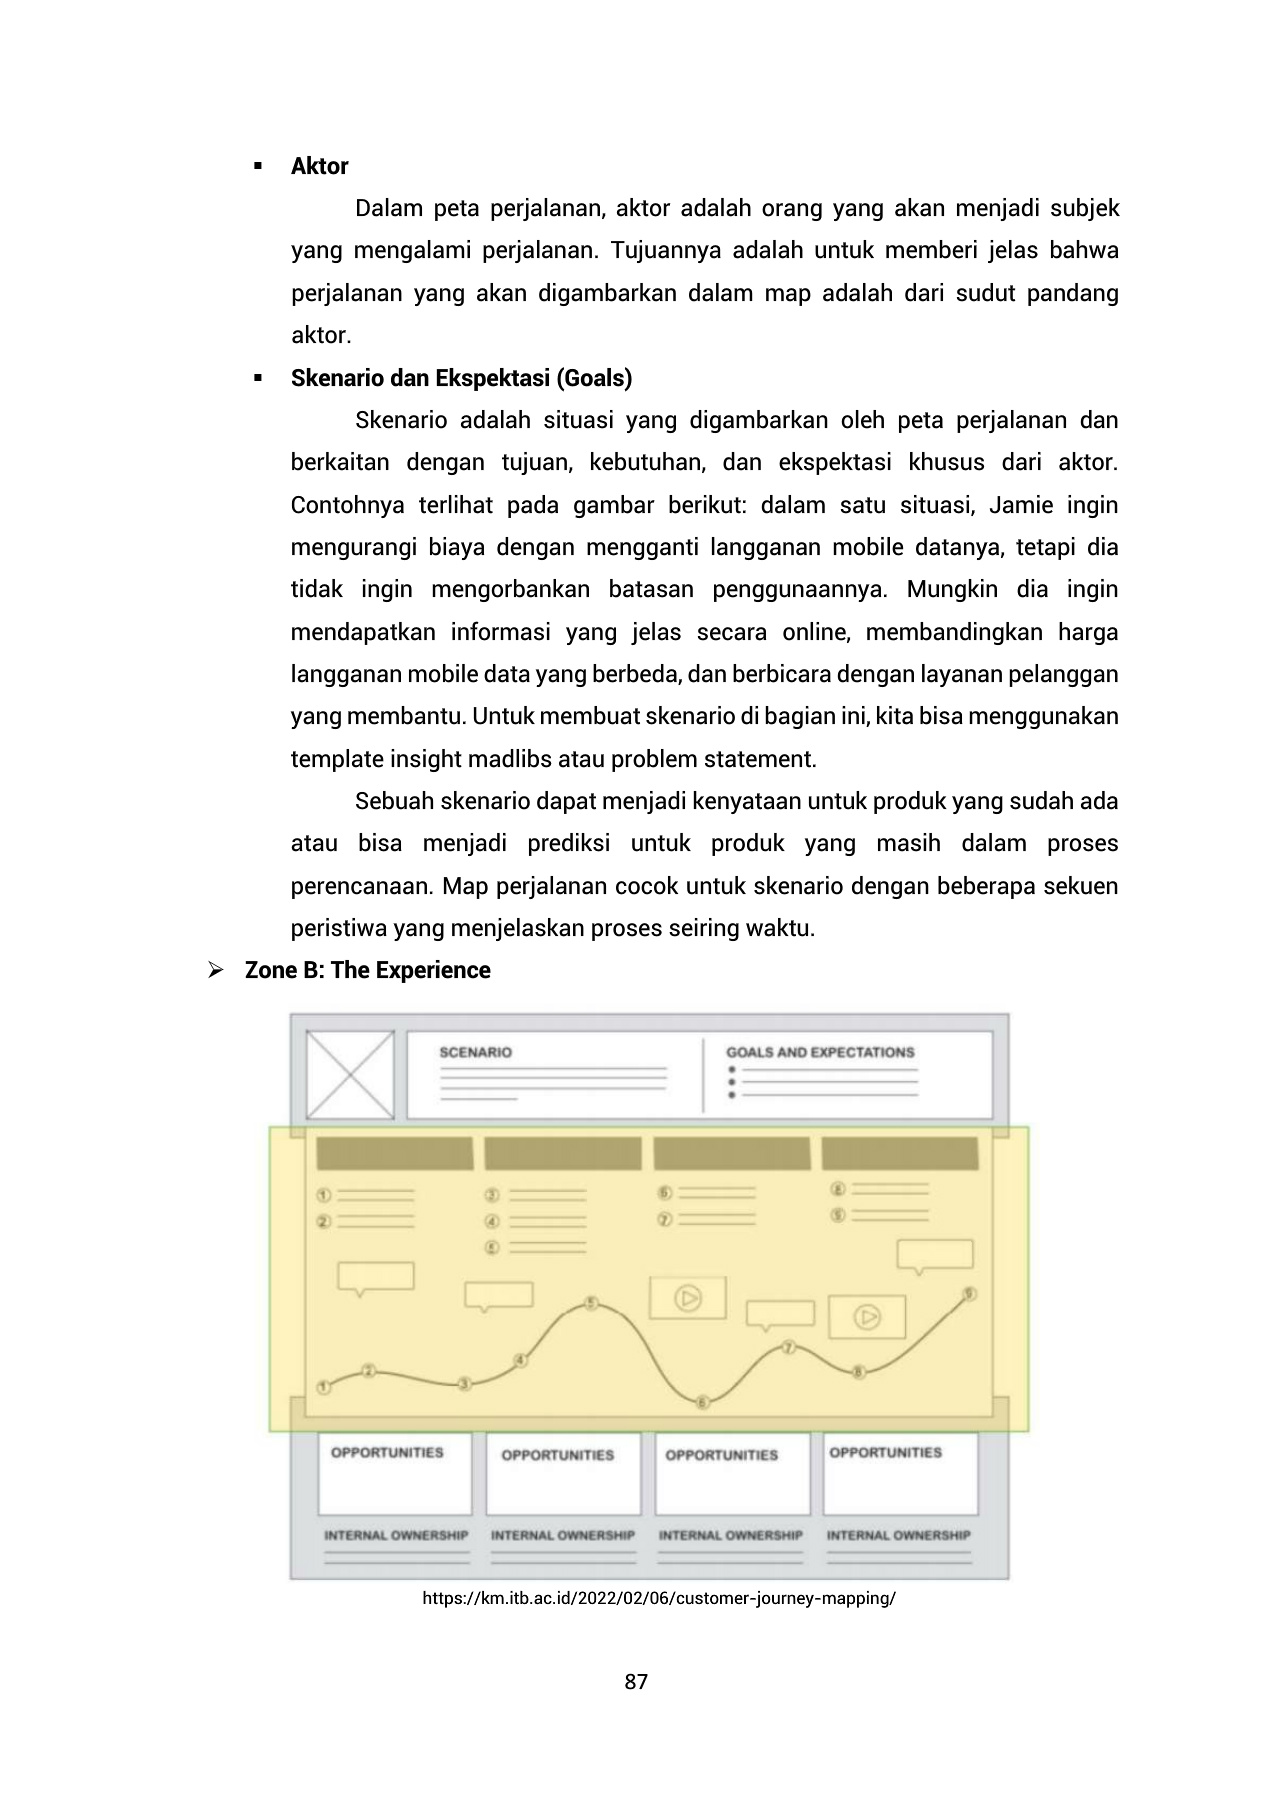 ▪ Aktor
Dalam peta perjalanan, aktor adalah orang yang akan menjadi subjek
yang mengalami perjalanan. Tujuannya adalah untuk memberi jelas bahwa
perjalanan yang akan digambarkan dalam map adalah dari sudut pandang
aktor.
▪ Skenario dan Ekspektasi (Goals)
Skenario adalah situasi yang digambarkan oleh peta perjalanan dan
berkaitan dengan tujuan, kebutuhan, dan ekspektasi khusus dari aktor.
Contohnya terlihat pada gambar berikut: dalam satu situasi, Jamie ingin
mengurangi biaya dengan mengganti langganan mobile datanya, tetapi dia
tidak ingin mengorbankan batasan penggunaannya. Mungkin dia ingin
mendapatkan informasi yang jelas secara online, membandingkan harga
langganan mobile data yang berbeda, dan berbicara dengan layanan pelanggan
yang membantu. Untuk membuat skenario di bagian ini, kita bisa menggunakan
template insight madlibs atau problem statement.
Sebuah skenario dapat menjadi kenyataan untuk produk yang sudah ada
atau bisa menjadi prediksi untuk produk yang masih dalam proses
perencanaan. Map perjalanan cocok untuk skenario dengan beberapa sekuen
peristiwa yang menjelaskan proses seiring waktu.
➢ Zone B: The Experience
SCENARIO GOALS AND EXPECTATIONS
1 3 6 8
2 4 7 9
5
5 9
7
4
2 8
1 3
6
OPPORTUNITIES OPPORTUNITIES OPPORTUNITIES OPPORTUNITIES
INTERNAL OWNERSHIP INTERNAL OWNERSHIP INTERNAL OWNERSHIP INTERNAL OWNERSHIP
https://km.itb.ac.id/2022/02/06/customer-journey-mapping/
87